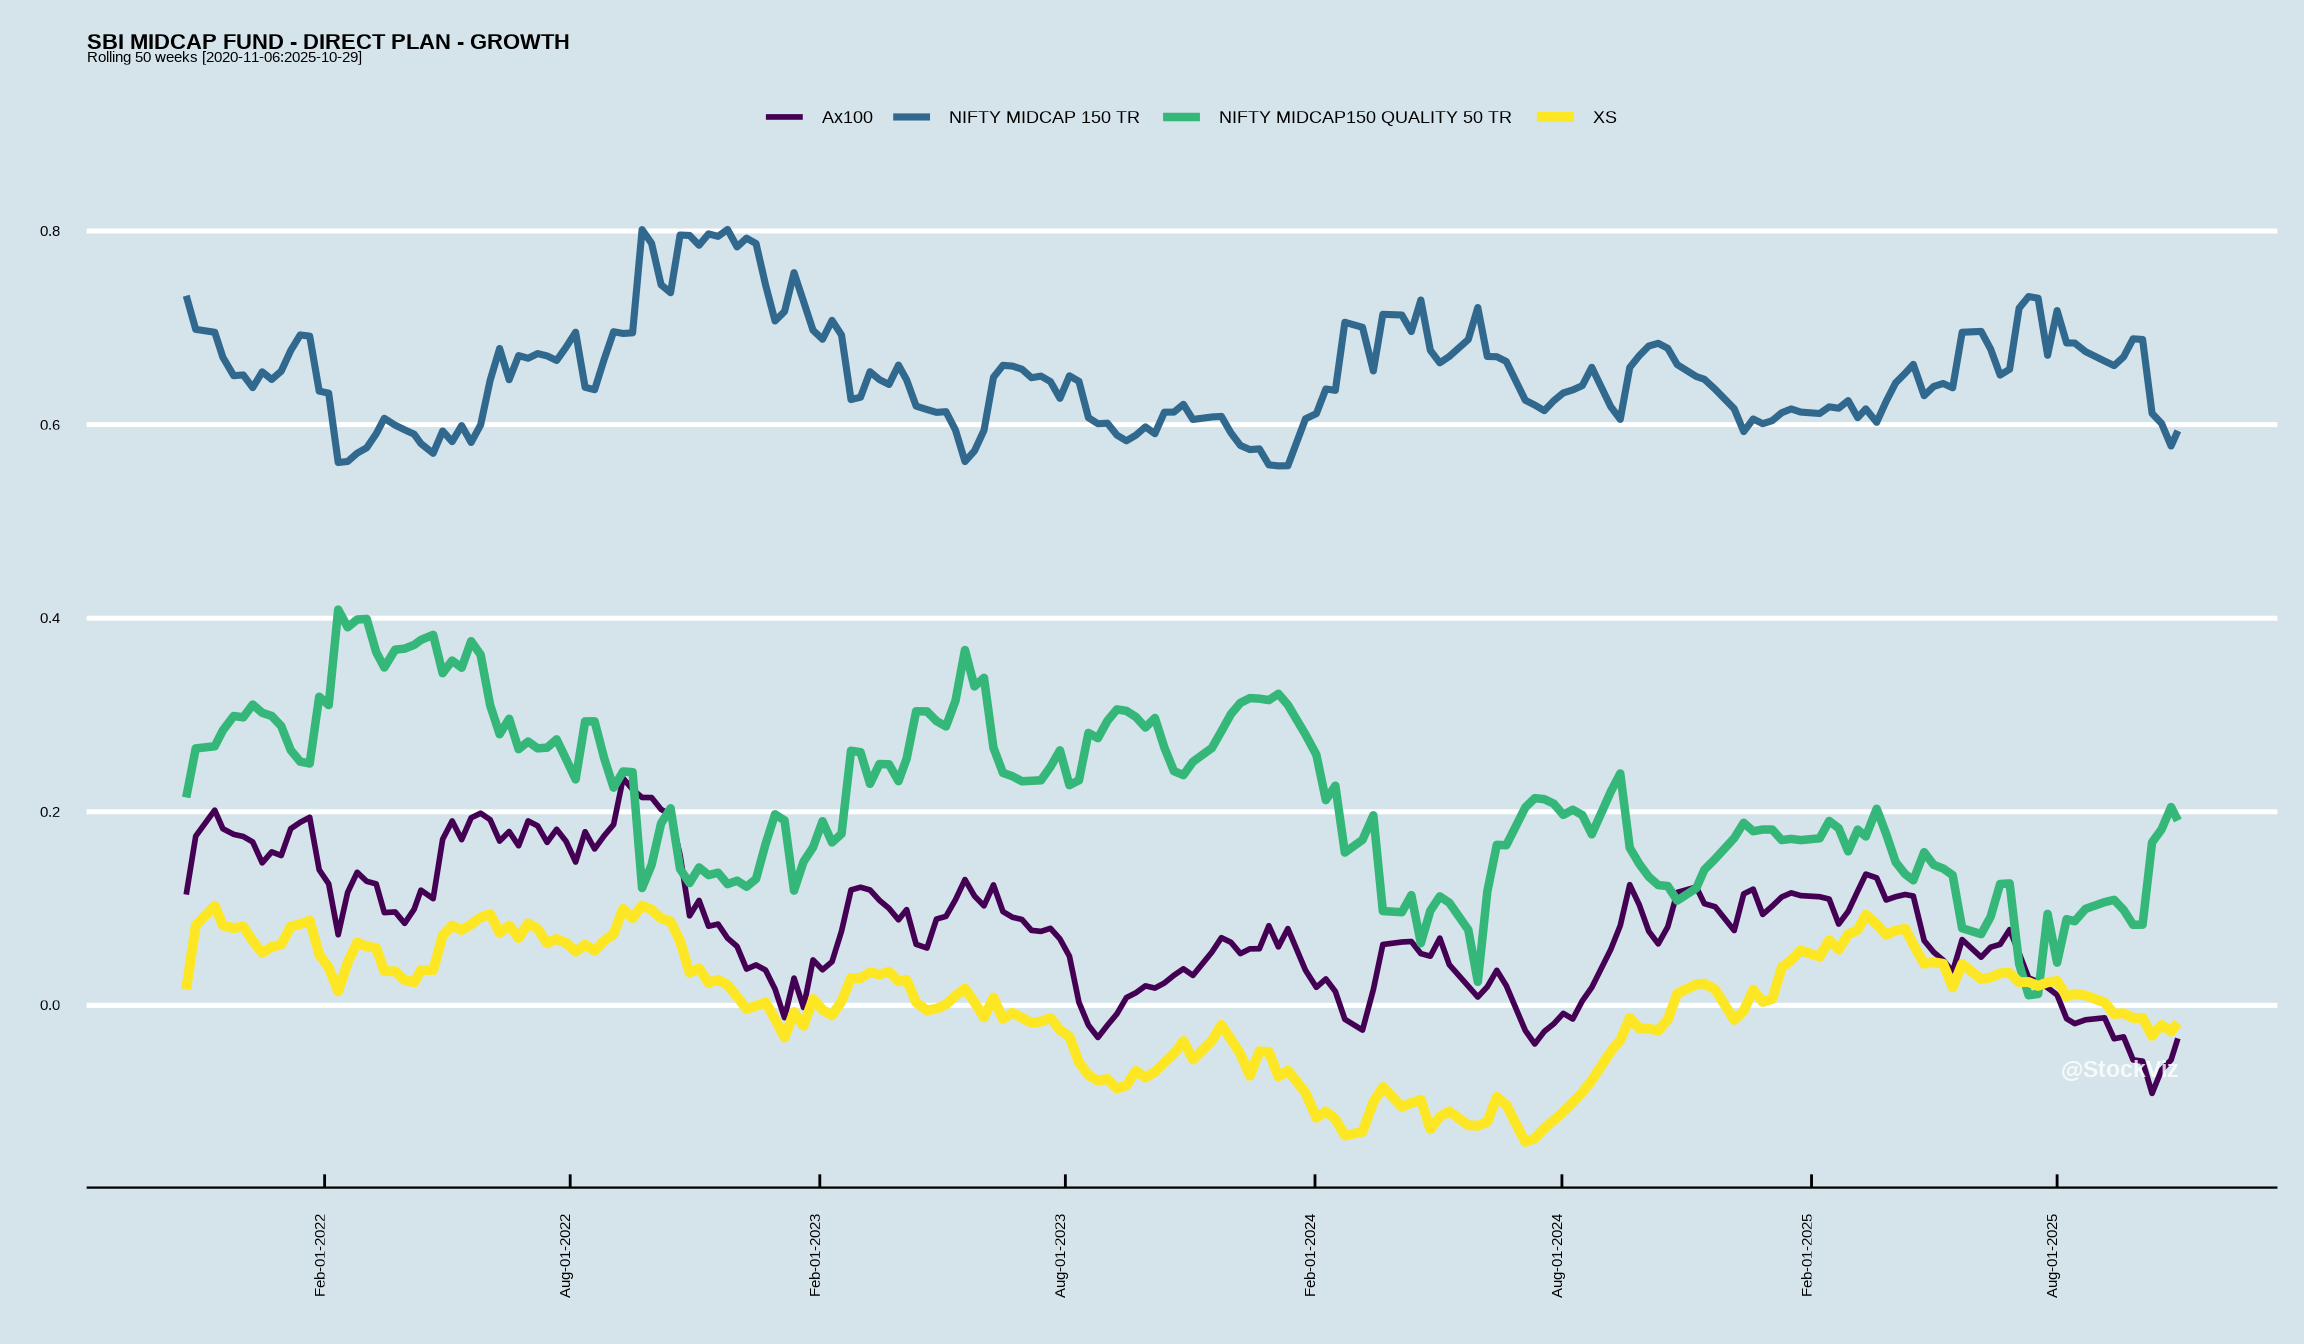 SBI MIDCAP FUND - DIRECT PLAN - GROWTH
Rolling 50 weeks [2020-11-06:2025-10-29]
Ax100 NIFTY MIDCAP 150 TR NIFTY MIDCAP150 QUALITY 50 TR XS
0.8
0.6
0.4
0.2
0.0
@StockViz
Feb-01-2022 Aug-01-2022 Feb-01-2023 Aug-01-2023 Feb-01-2024 Aug-01-2024 Feb-01-2025 Aug-01-2025